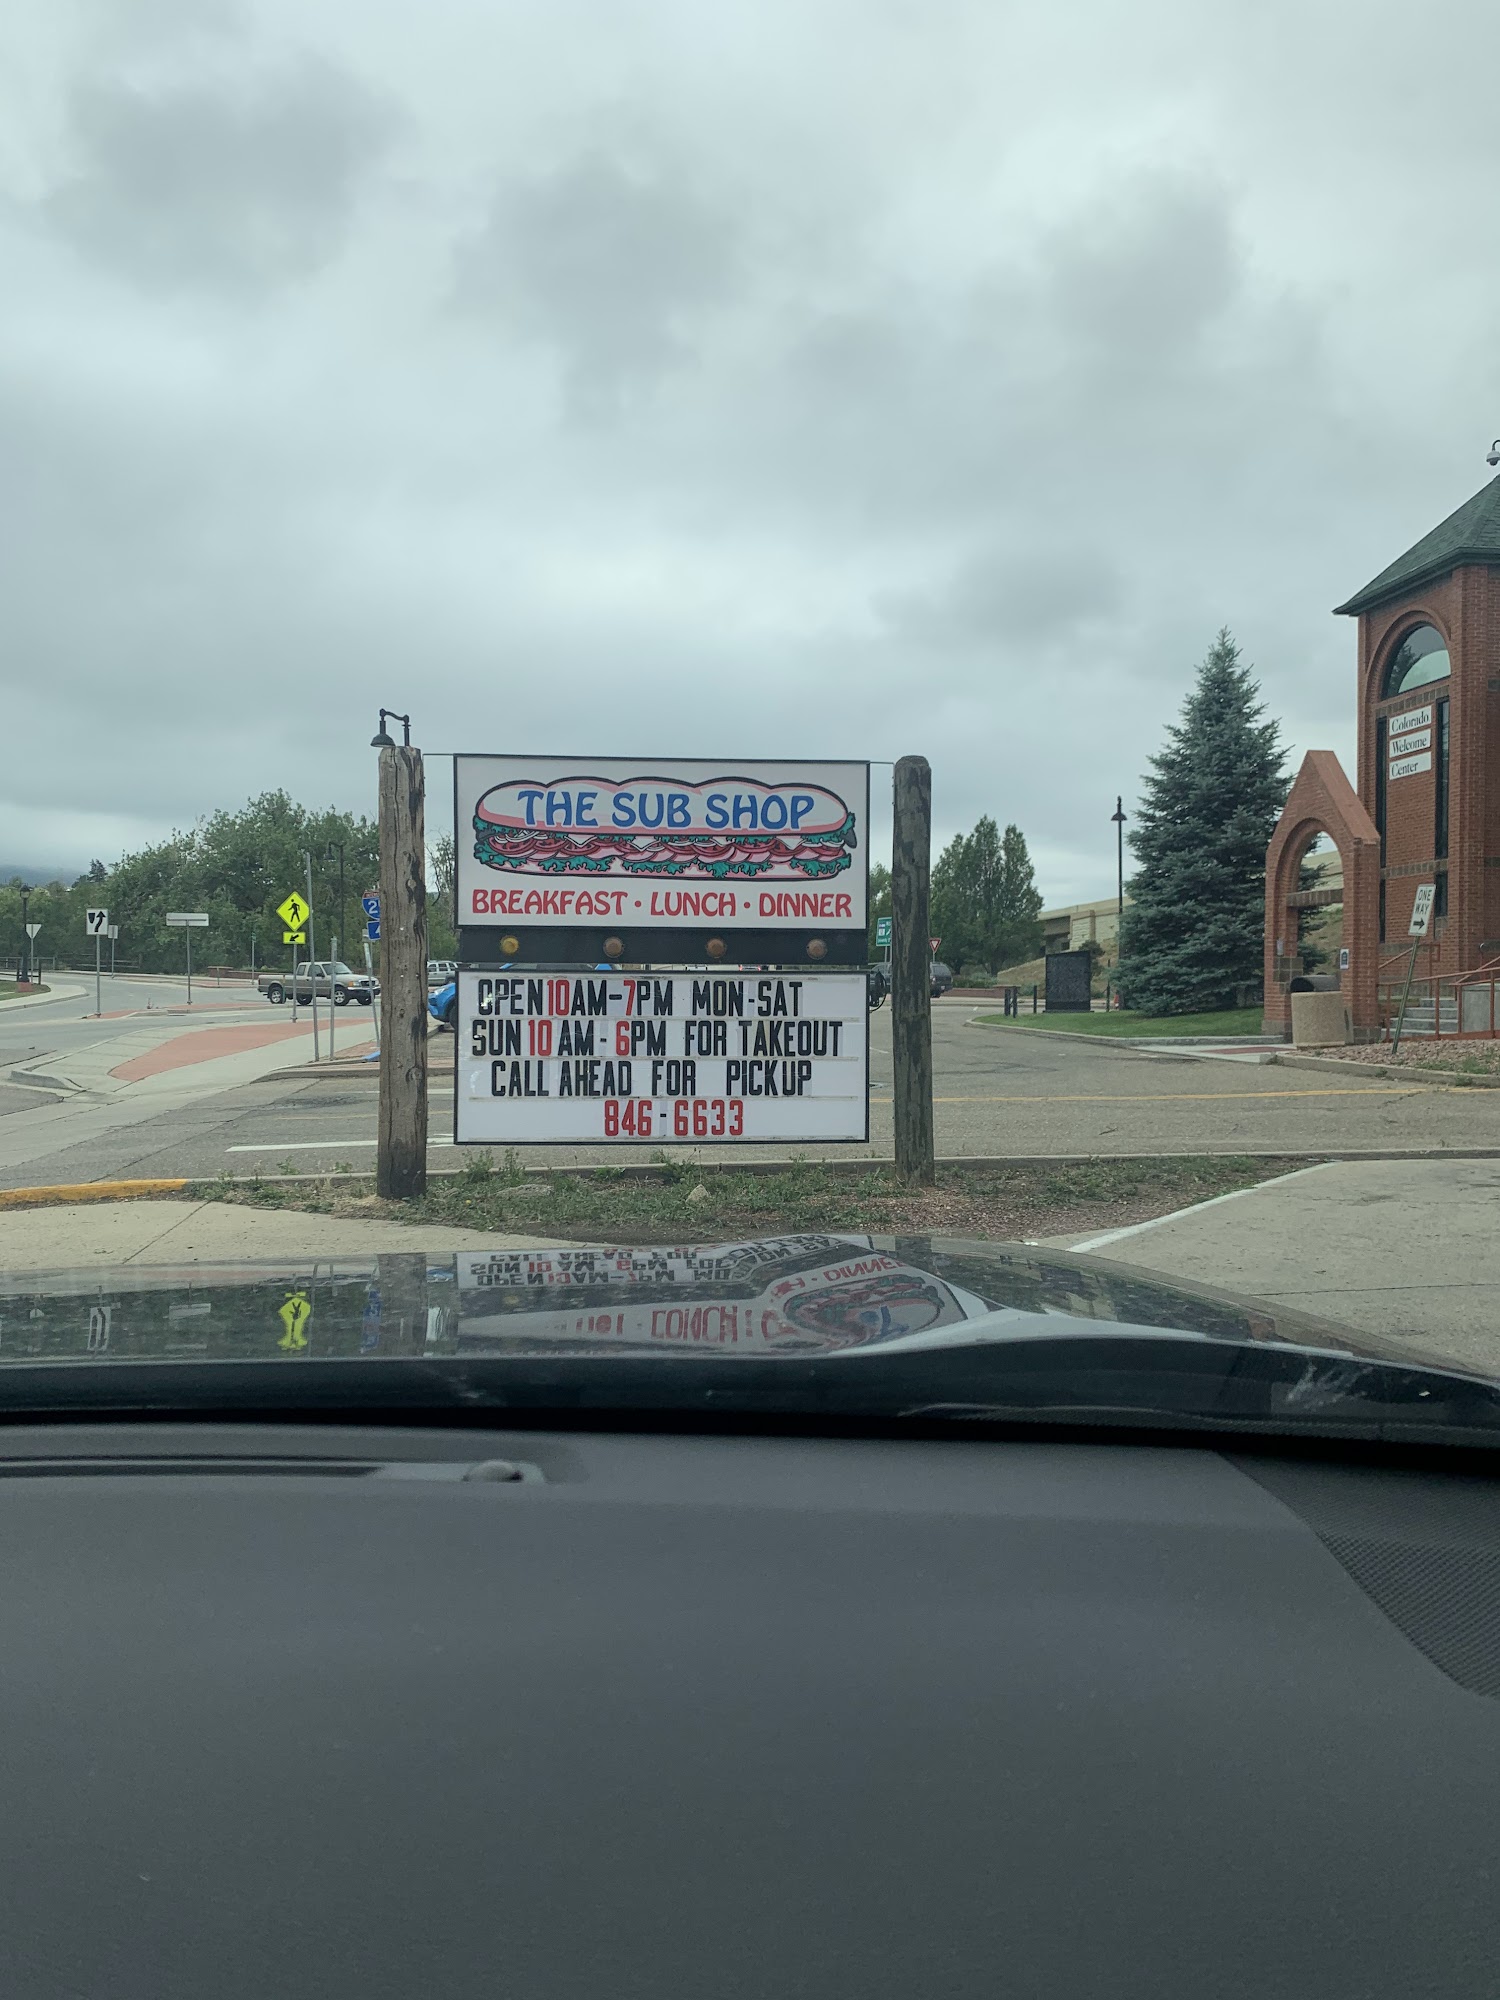 THE SUB SHOP
BREAKFAST · LUNCH · DINNER
OPEN 10AM-7PM MON-SAT
SUN 10 AM - 6PM FOR TAKEOUT
CALL AHEAD FOR PICKUP
846-6633
Colorado
Welcome
Center
ONE
WAY